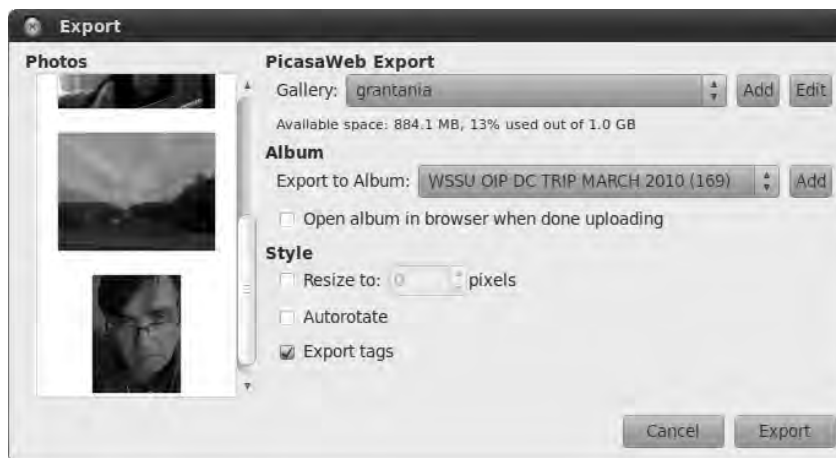 Export
Photos
PicasaWeb Export
Gallery: grantania Add Edit
Available space: 884.1 MB, 13% used out of 1.0 GB
Album
Export to Album: WSSU OIP DC TRIP MARCH 2010 (169) Add
Open album in browser when done uploading
Style
Resize to: 0 pixels
Autorotate
Export tags
Cancel Export